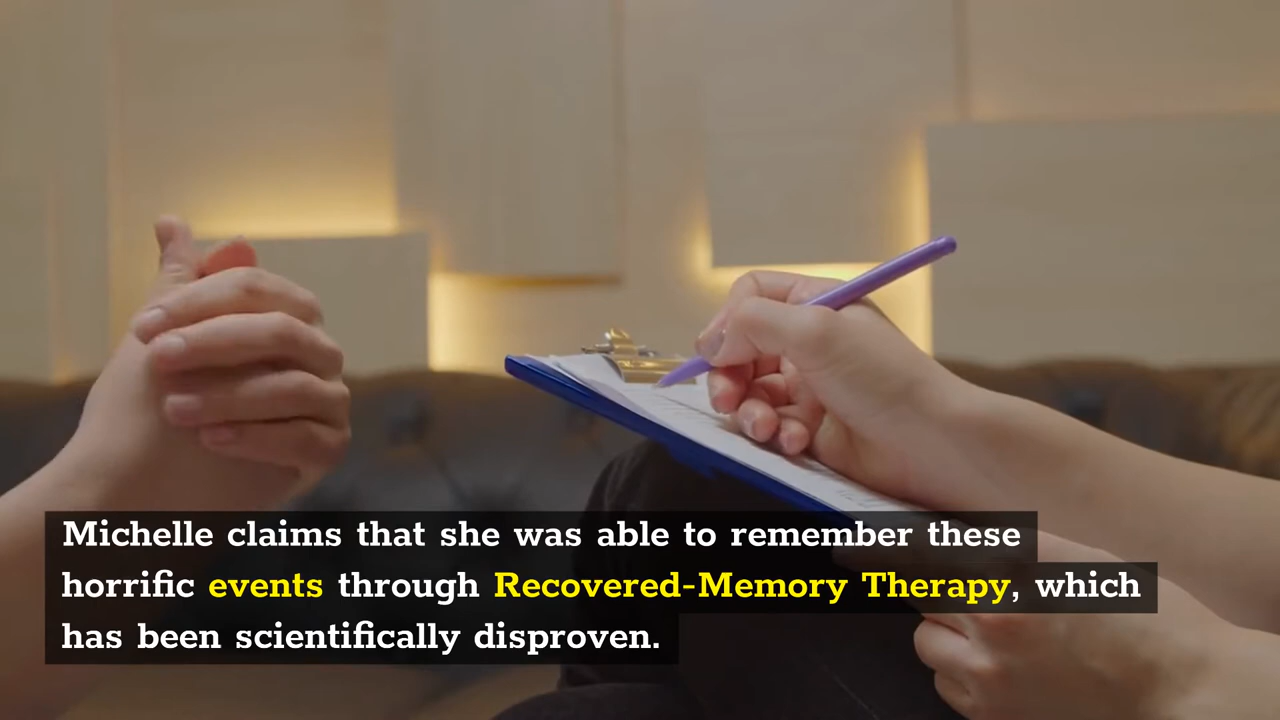 Michelle claims that she was able to remember these
horrific events through Recovered-Memory Therapy, which
has been scientifically disproven.